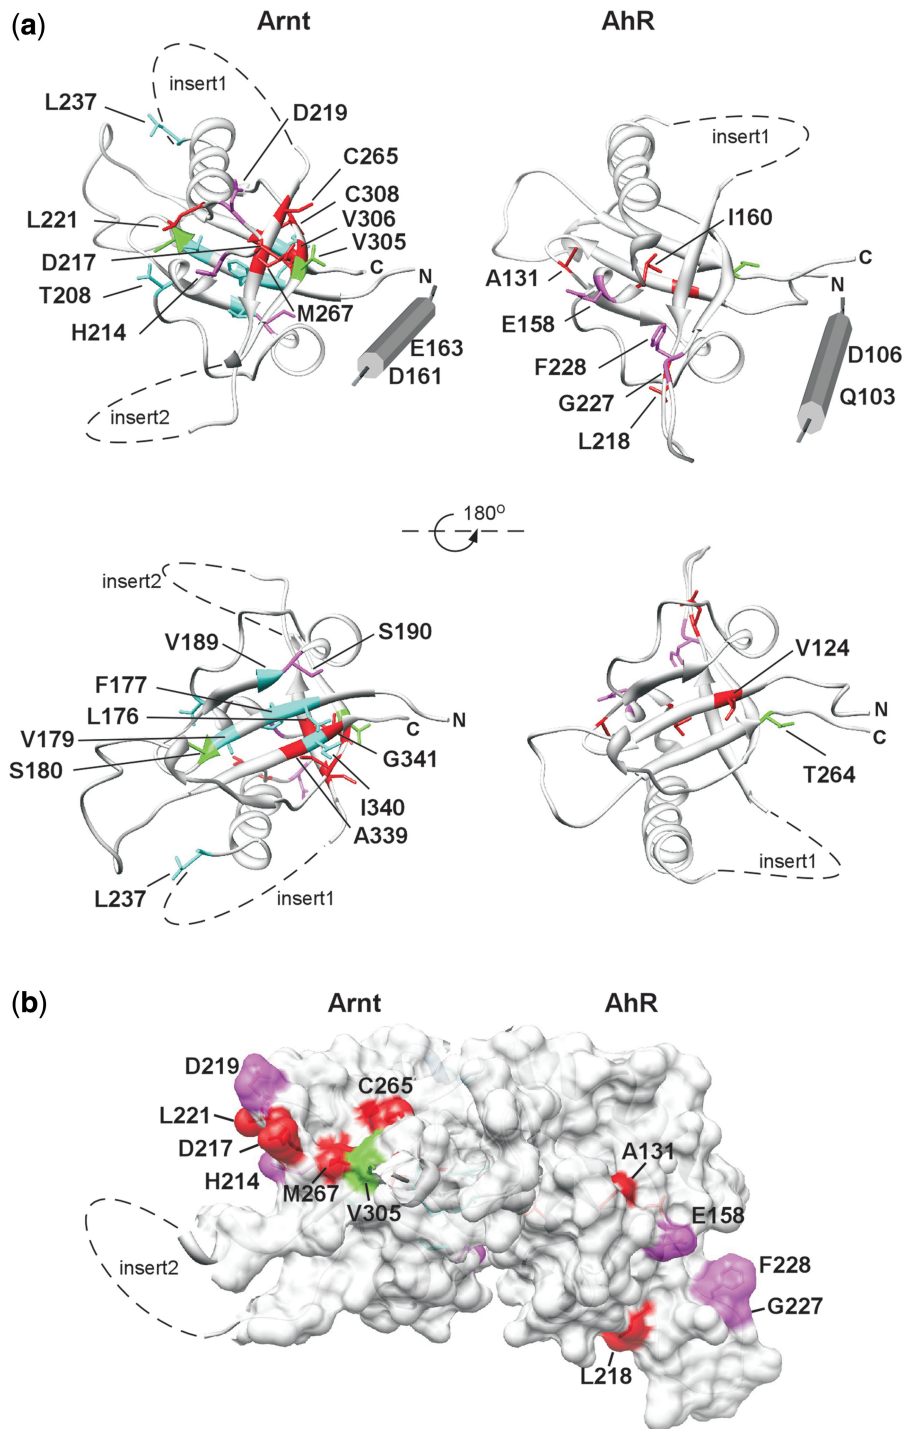 (a)
Arnt
AhR
insert1
L237
D219
C265
C308
V306
V305
L221
D217
T208
H214
M267
C
N
E163
D161
insert2
insert1
I160
A131
E158
F228
G227
L218
C
N
D106
Q103
180°
insert2
V189
S190
F177
L176
V179
S180
C
N
G341
I340
A339
L237
insert1
V124
N
C
T264
insert1
(b)
Arnt
AhR
D219
L221
D217
H214
C265
M267
V305
insert2
A131
E158
F228
G227
L218